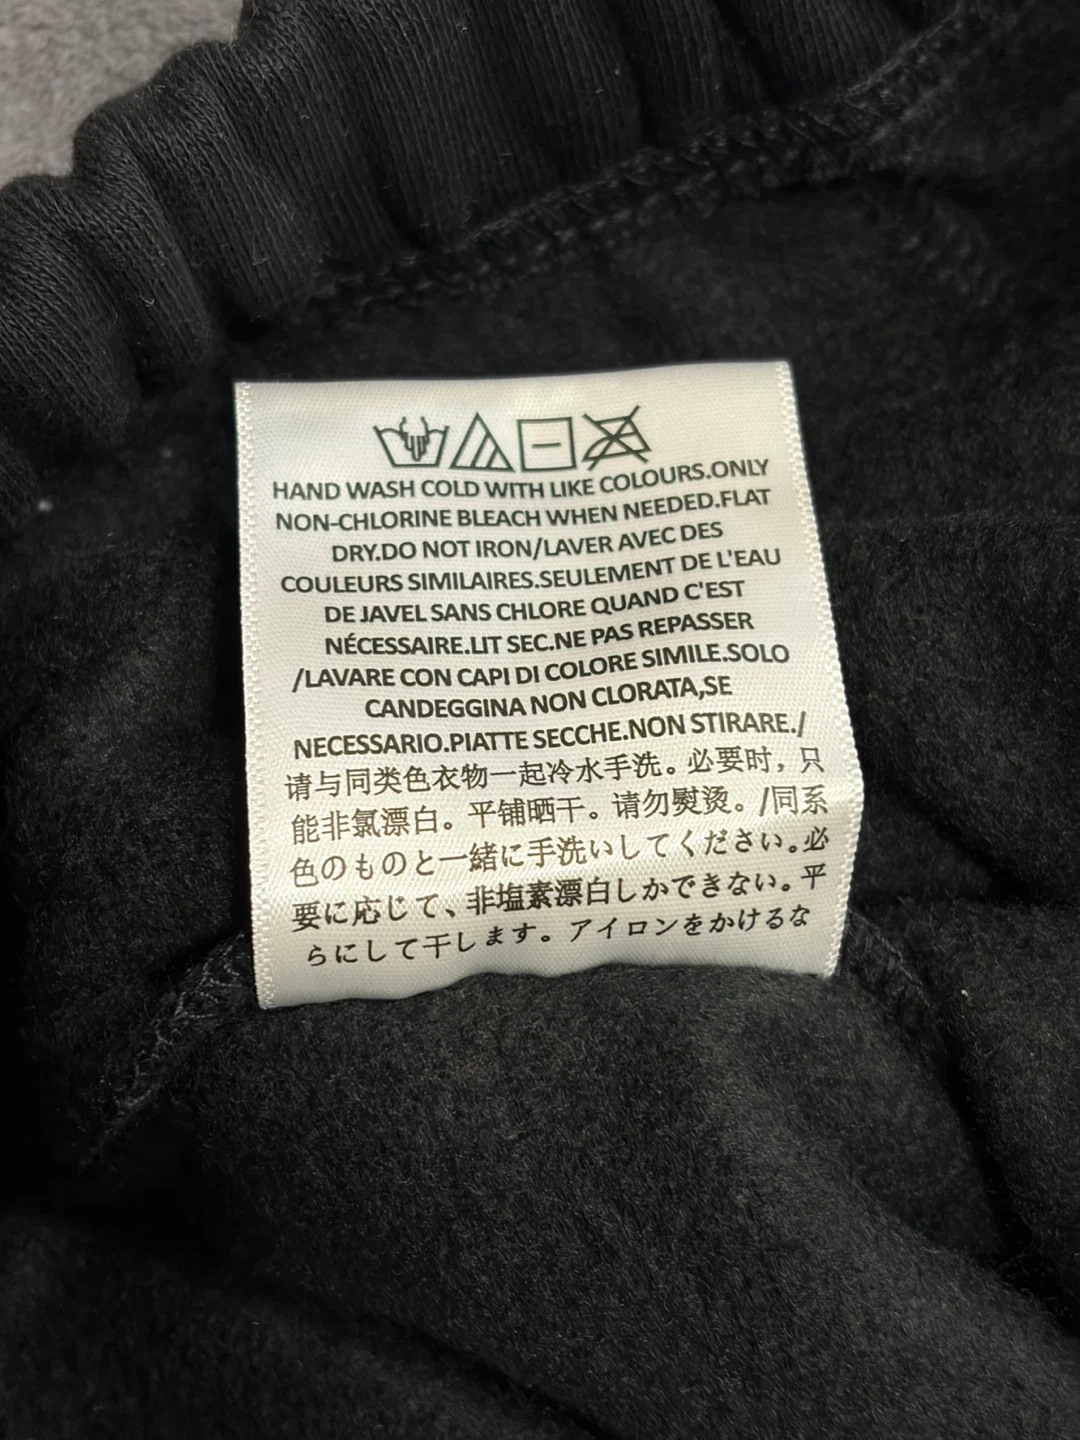 HAND WASH COLD WITH LIKE COLOURS.ONLY
NON-CHLORINE BLEACH WHEN NEEDED.FLAT
DRY.DO NOT IRON/LAVER AVEC DES
COULEURS SIMILAIRES.SEULEMENT DE L'EAU
DE JAVEL SANS CHLORE QUAND C'EST
NÉCESSAIRE.LIT SEC.NE PAS REPASSER
/LAVARE CON CAPI DI COLORE SIMILE.SOLO
CANDEGGINA NON CLORATA,SE
NECESSARIO.PIATTE SECCHE.NON STIRARE./
请与同类色衣物一起冷水手洗。必要时，只
能非氯漂白。平铺晒干。请勿熨烫。/同系
色のものと一緒に手洗いしてください。必
要に応じて、非塩素漂白しかできない。平
らにして干します。アイロンをかけるな